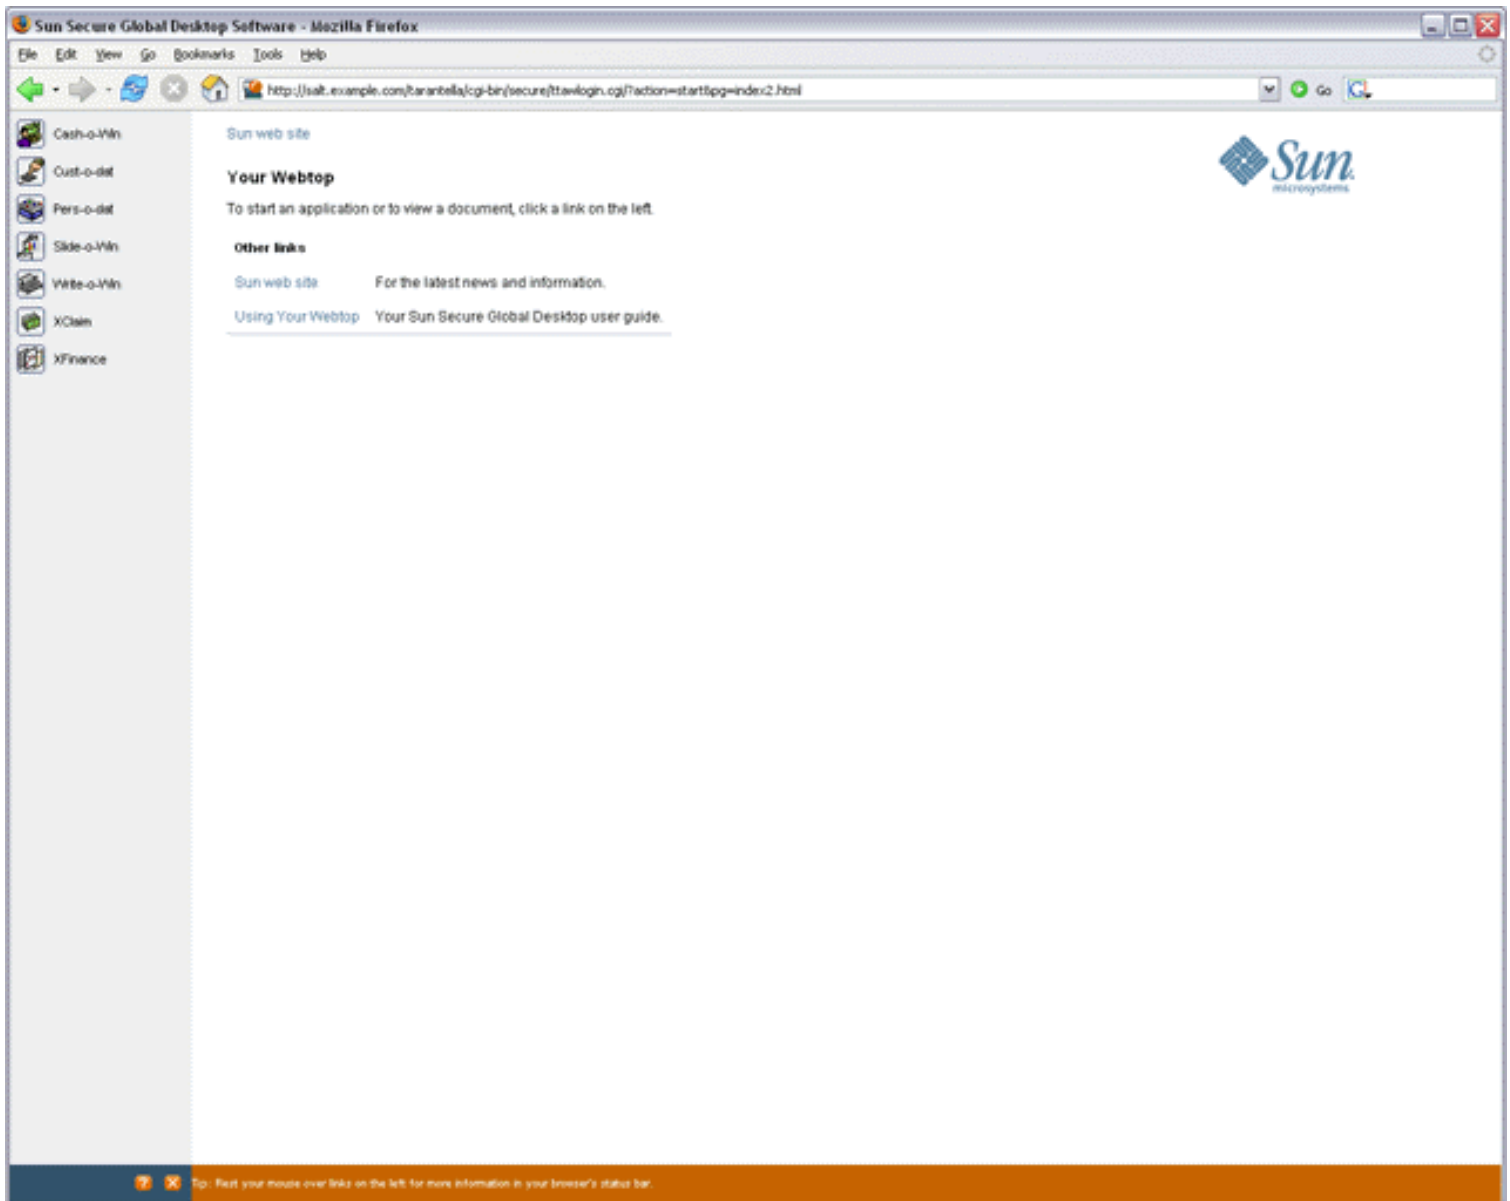 Sun Secure Global Desktop Software - Mozilla Firefox
File Edit View Go Bookmarks Tools Help
http://salt.example.com/tarantella/cgi-bin/secure/ttawlogin.cgi/?action=start&pg=index2.html
Go
G
Cash-o-Win
Cust-o-dat
Pers-o-dat
Slide-o-Win
Write-o-Win
XClaim
XFinance
Sun web site
Sun
microsystems
Your Webtop
To start an application or to view a document, click a link on the left.
Other links
Sun web site For the latest news and information.
Using Your Webtop Your Sun Secure Global Desktop user guide.
Tip: Rest your mouse over links on the left for more information in your browser's status bar.